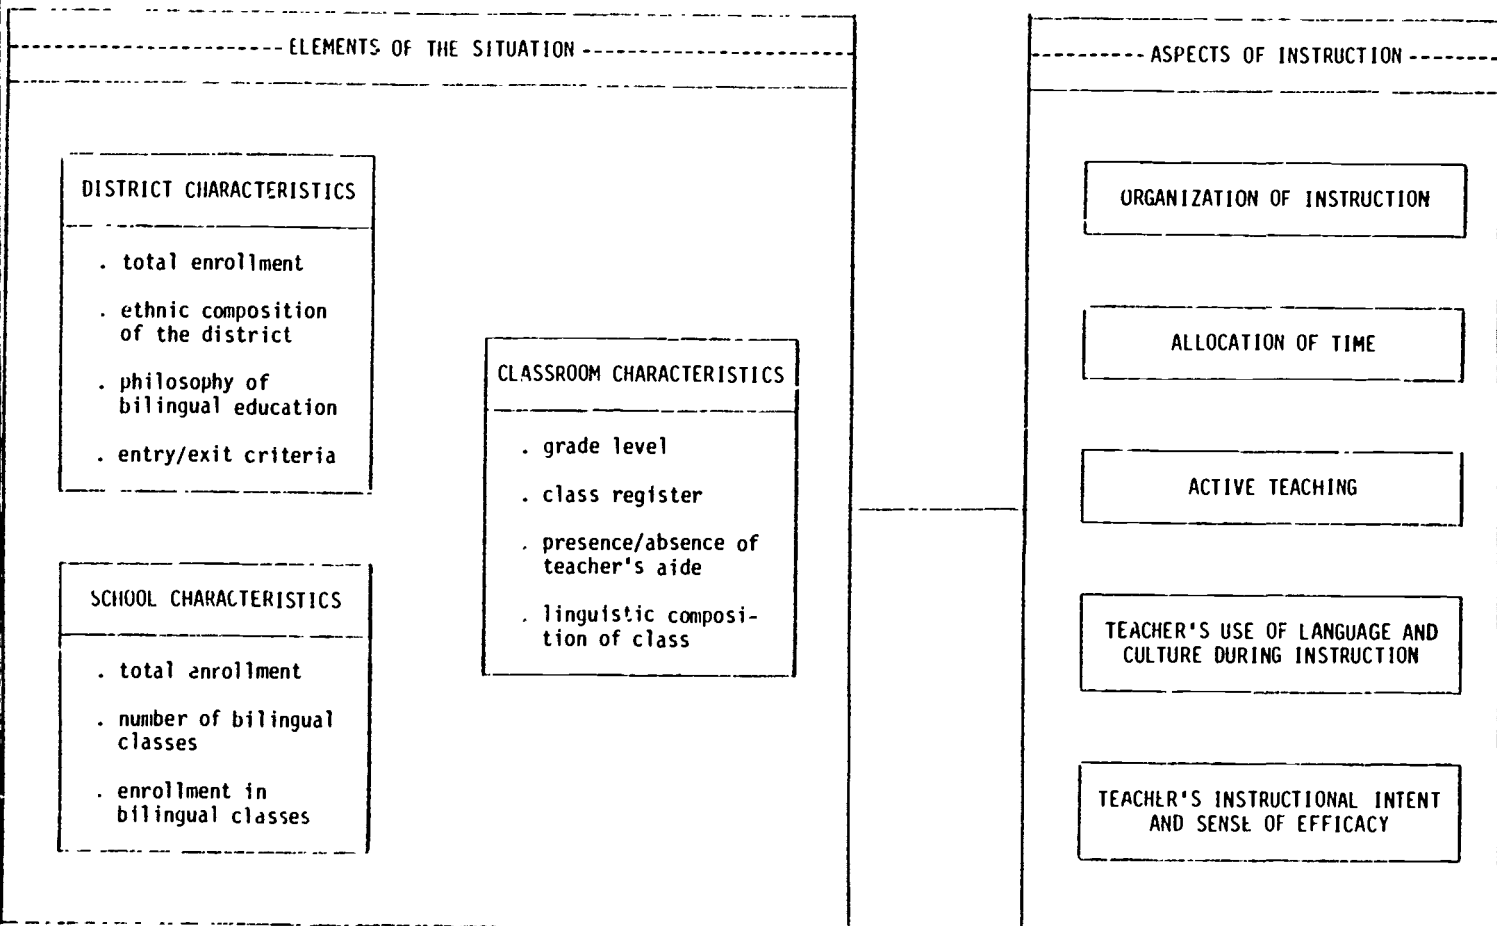 ELEMENTS OF THE SITUATION
DISTRICT CHARACTERISTICS
. total enrollment
. ethnic composition
of the district
. philosophy of
bilingual education
. entry/exit criteria
SCHOOL CHARACTERISTICS
. total enrollment
. number of bilingual
classes
. enrollment in
bilingual classes
CLASSROOM CHARACTERISTICS
. grade level
. class register
. presence/absence of
teacher's aide
. linguistic composi-
tion of class
ASPECTS OF INSTRUCTION
ORGANIZATION OF INSTRUCTION
ALLOCATION OF TIME
ACTIVE TEACHING
TEACHER'S USE OF LANGUAGE AND
CULTURE DURING INSTRUCTION
TEACHER'S INSTRUCTIONAL INTENT
AND SENSE OF EFFICACY